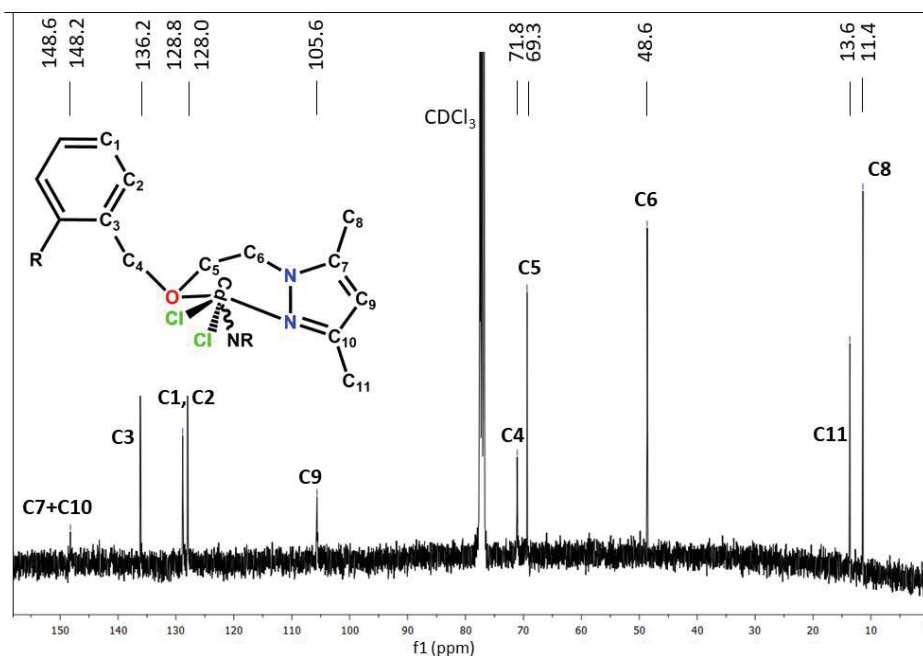 148.6
148.2
136.2
128.8
128.0
105.6
71.8
69.3
48.6
13.6
11.4
CDCl3
C1
C2
C3
C4
R
C5
C6
N
C7
C8
C9
N
C10
C11
O
Cd
Cl
Cl
NR
C8
C6
C5
C1, C2
C3
C4
C11
C9
C7+C10
150 140 130 120 110 100 90 80 70 60 50 40 30 20 10
f1 (ppm)